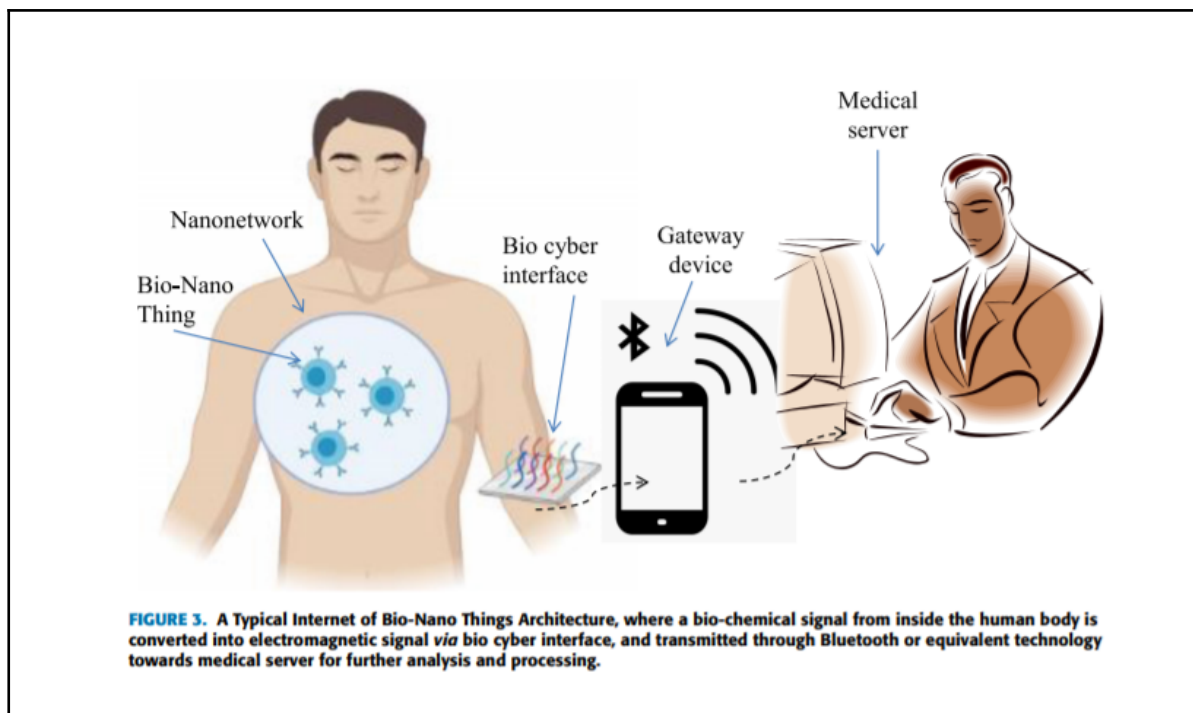 Medical
server
Nanonetwork
Bio cyber
interface
Gateway
device
Bio-Nano
Thing
FIGURE 3. A Typical Internet of Bio-Nano Things Architecture, where a bio-chemical signal from inside the human body is
converted into electromagnetic signal via bio cyber interface, and transmitted through Bluetooth or equivalent technology
towards medical server for further analysis and processing.